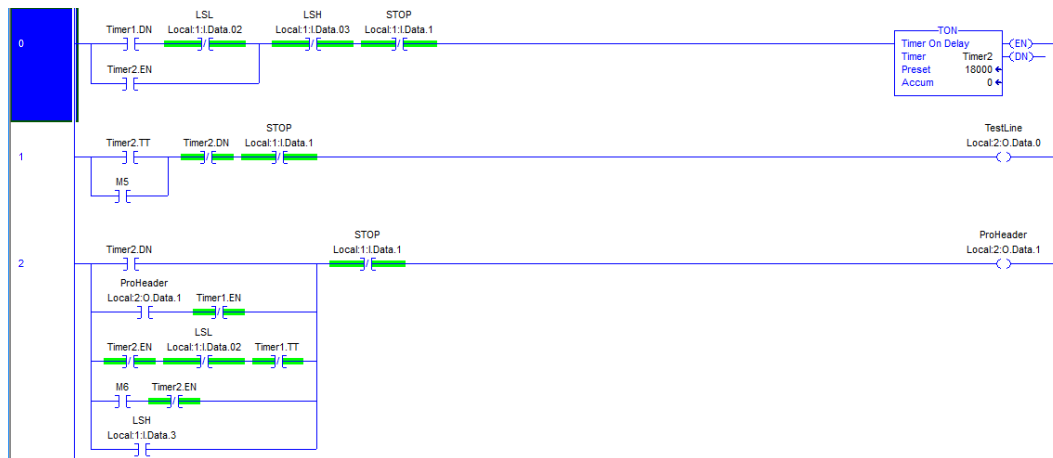 LSL LSH STOP
Timer1.DN Local:1:I.Data.02 Local:1:I.Data.03 Local:1:I.Data.1
TON
0
Timer On Delay
EN
Timer Timer2
DN
Preset 18000
Accum 0
Timer2.EN
STOP
Timer2.TT Timer2.DN Local:1:I.Data.1
TestLine
Local:2:O.Data.0
1
M5
STOP
Timer2.DN Local:1:I.Data.1
ProHeader
Local:2:O.Data.1
2
ProHeader
Local:2:O.Data.1 Timer1.EN
LSL
Timer2.EN Local:1:I.Data.02 Timer1.TT
M6 Timer2.EN
LSH
Local:1:I.Data.3